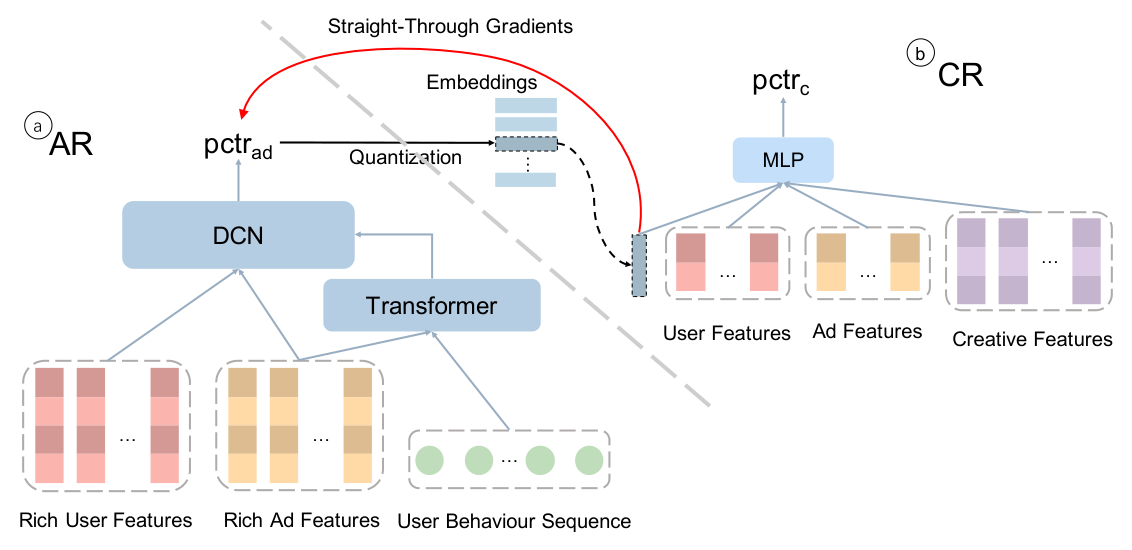 Straight-Through Gradients
b
CR
Embeddings
pctrc
a
AR
pctrad
Quantization
MLP
DCN
...
...
...
Transformer
User Features
Ad Features
Creative Features
...
...
...
Rich User Features
Rich Ad Features
User Behaviour Sequence